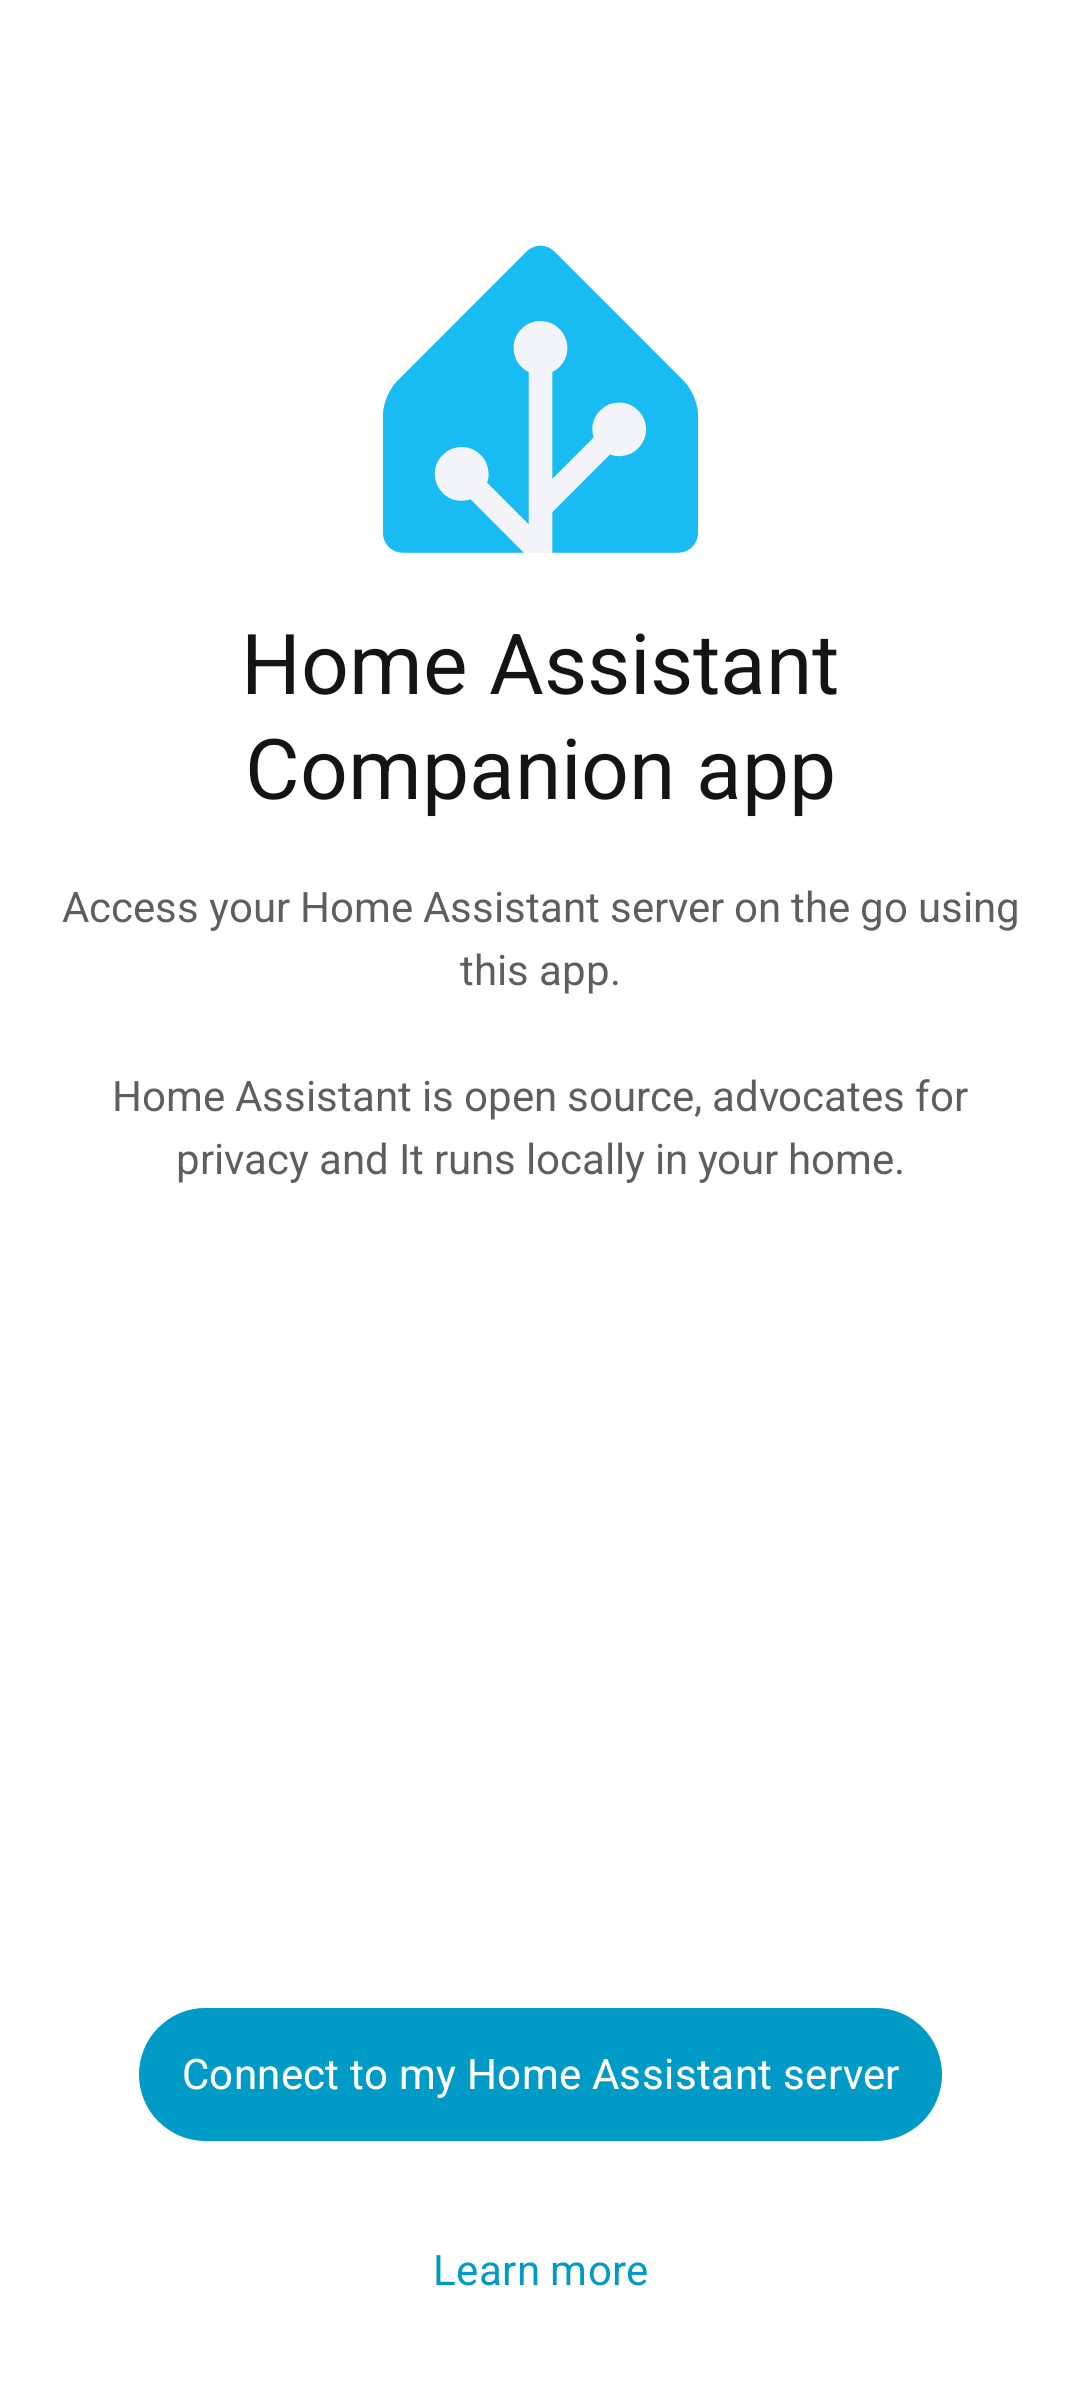 Home Assistant
Companion app
Access your Home Assistant server on the go using
this app.
Home Assistant is open source, advocates for
privacy and It runs locally in your home.
Connect to my Home Assistant server
Learn more